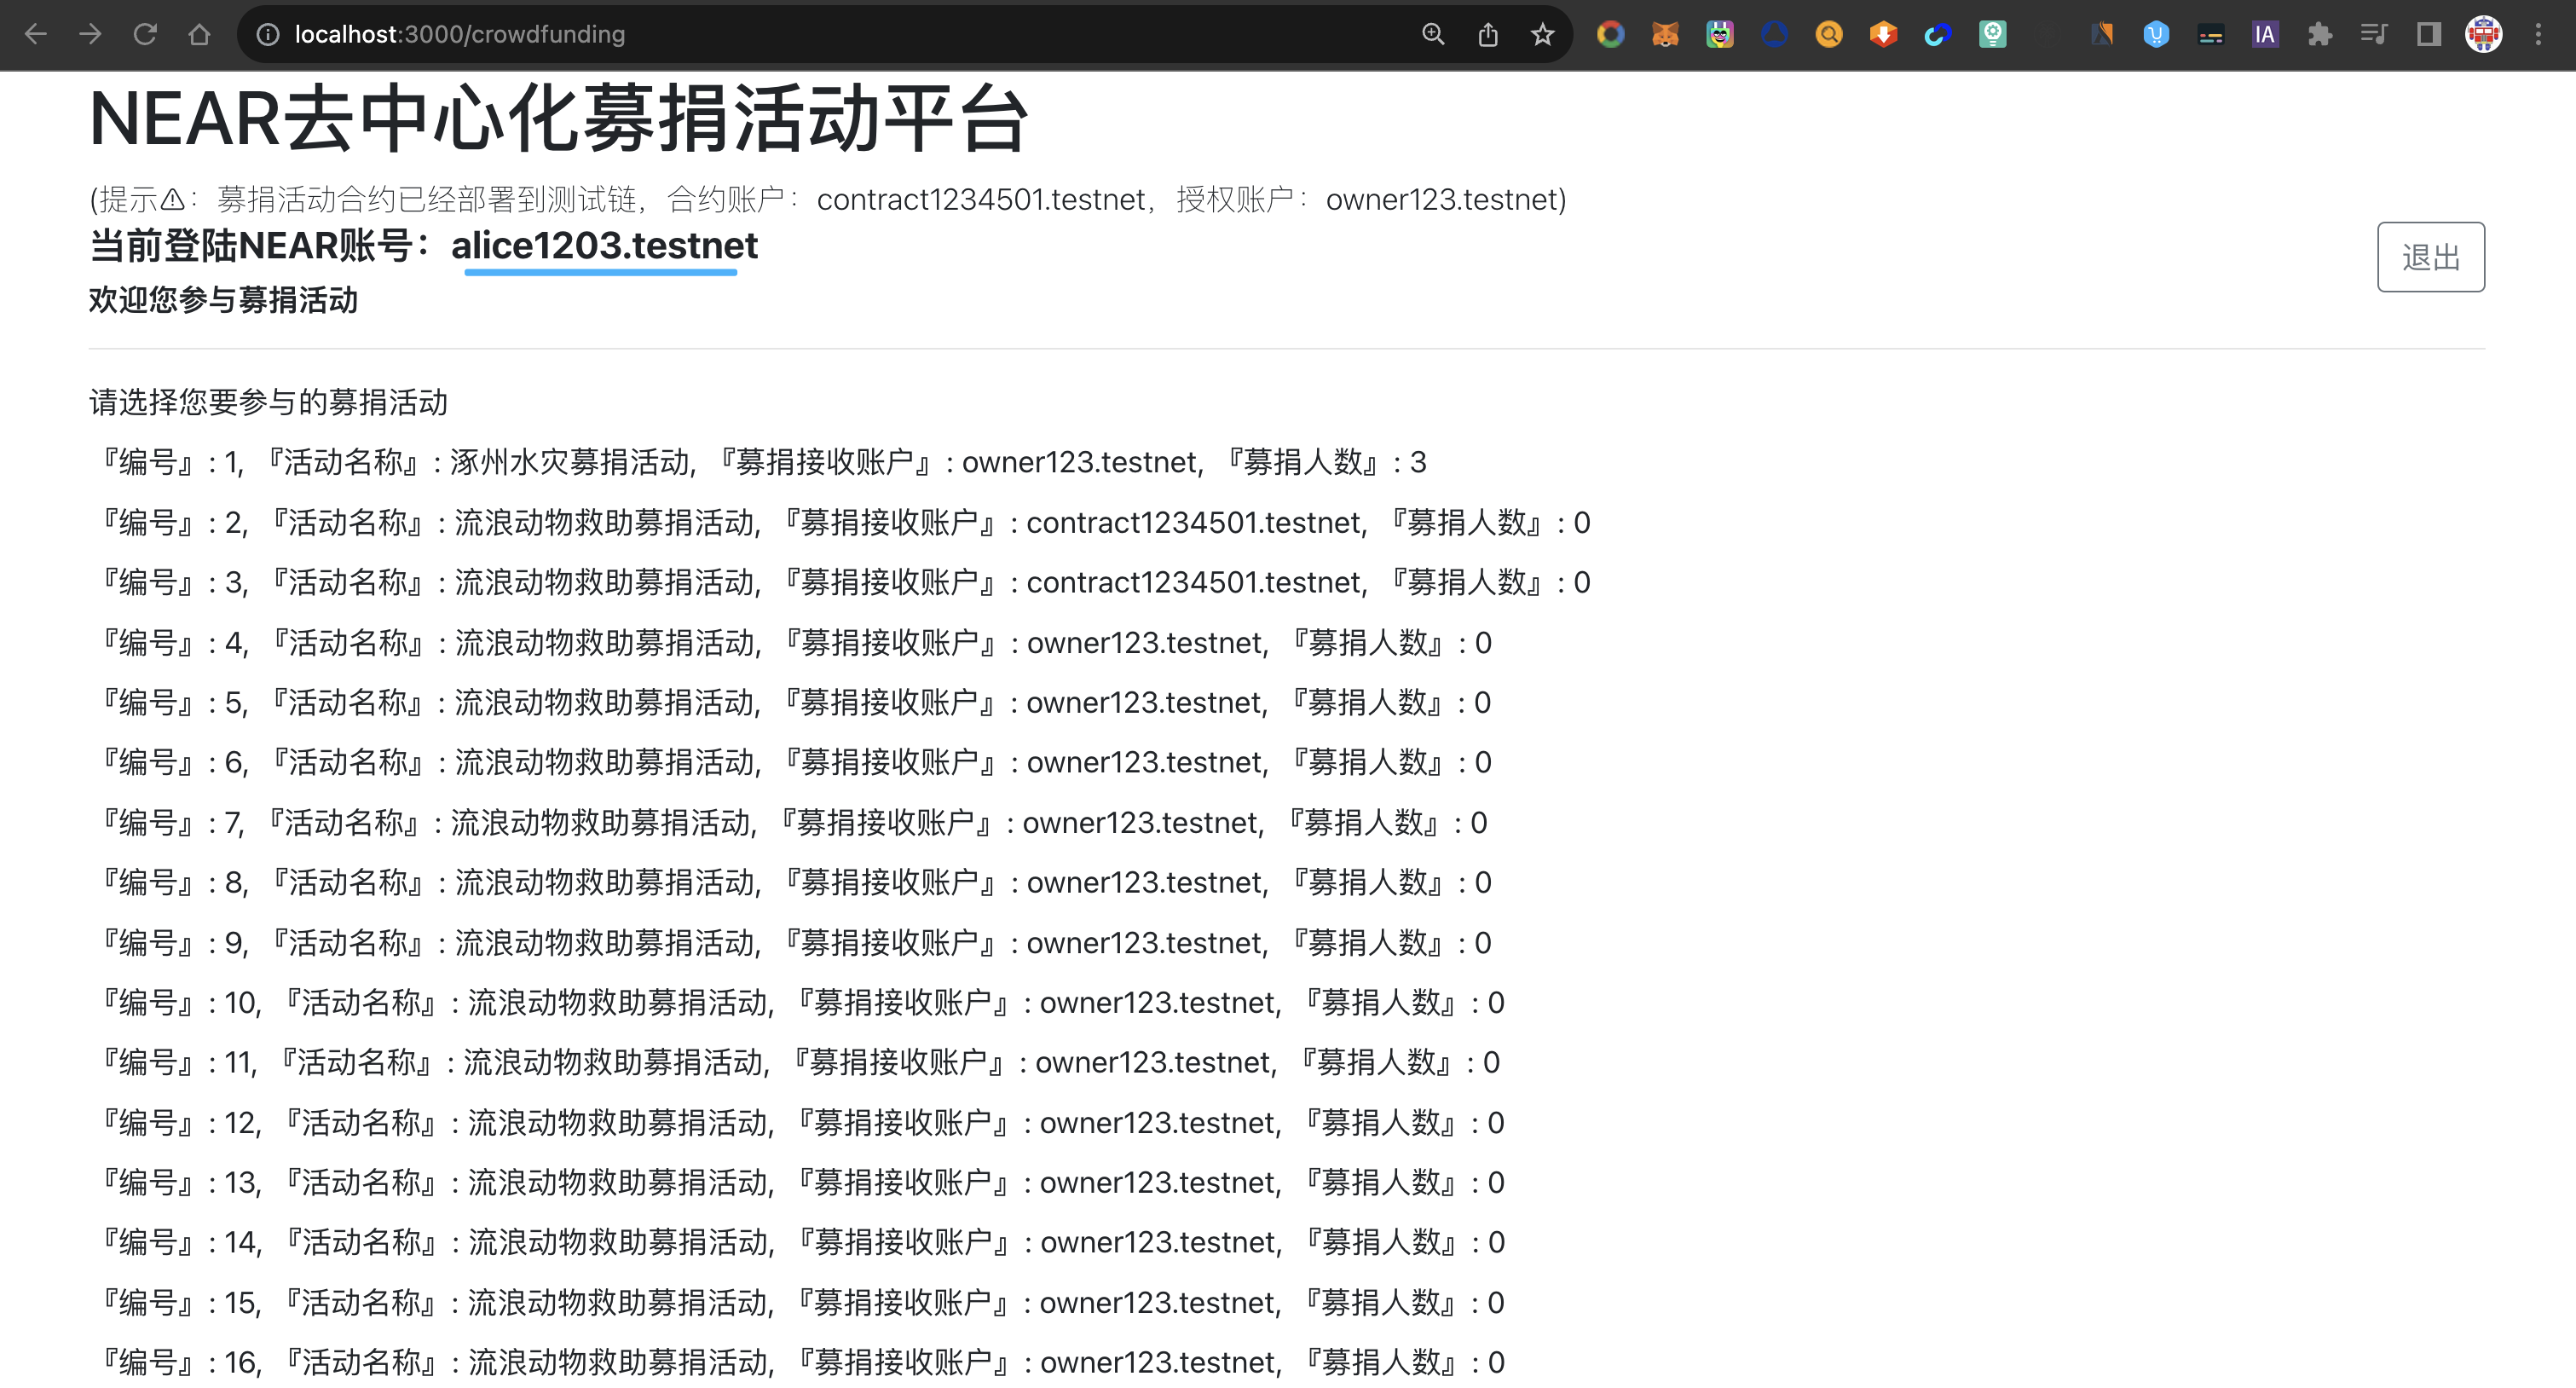 localhost:3000/crowdfunding
IA
NEAR去中心化募捐活动平台
(提示⚠: 募捐活动合约已经部署到测试链，合约账户: contract1234501.testnet，授权账户: owner123.testnet)
当前登陆NEAR账号：alice1203.testnet
退出
欢迎您参与募捐活动
请选择您要参与的募捐活动
『编号』: 1, 『活动名称』: 涿州水灾募捐活动, 『募捐接收账户』: owner123.testnet, 『募捐人数』: 3
『编号』: 2, 『活动名称』: 流浪动物救助募捐活动, 『募捐接收账户』: contract1234501.testnet, 『募捐人数』: 0
『编号』: 3, 『活动名称』: 流浪动物救助募捐活动, 『募捐接收账户』: contract1234501.testnet, 『募捐人数』: 0
『编号』: 4, 『活动名称』: 流浪动物救助募捐活动, 『募捐接收账户』: owner123.testnet, 『募捐人数』: 0
『编号』: 5, 『活动名称』: 流浪动物救助募捐活动, 『募捐接收账户』: owner123.testnet, 『募捐人数』: 0
『编号』: 6, 『活动名称』: 流浪动物救助募捐活动, 『募捐接收账户』: owner123.testnet, 『募捐人数』: 0
『编号』: 7, 『活动名称』: 流浪动物救助募捐活动, 『募捐接收账户』: owner123.testnet, 『募捐人数』: 0
『编号』: 8, 『活动名称』: 流浪动物救助募捐活动, 『募捐接收账户』: owner123.testnet, 『募捐人数』: 0
『编号』: 9, 『活动名称』: 流浪动物救助募捐活动, 『募捐接收账户』: owner123.testnet, 『募捐人数』: 0
『编号』: 10, 『活动名称』: 流浪动物救助募捐活动, 『募捐接收账户』: owner123.testnet, 『募捐人数』: 0
『编号』: 11, 『活动名称』: 流浪动物救助募捐活动, 『募捐接收账户』: owner123.testnet, 『募捐人数』: 0
『编号』: 12, 『活动名称』: 流浪动物救助募捐活动, 『募捐接收账户』: owner123.testnet, 『募捐人数』: 0
『编号』: 13, 『活动名称』: 流浪动物救助募捐活动, 『募捐接收账户』: owner123.testnet, 『募捐人数』: 0
『编号』: 14, 『活动名称』: 流浪动物救助募捐活动, 『募捐接收账户』: owner123.testnet, 『募捐人数』: 0
『编号』: 15, 『活动名称』: 流浪动物救助募捐活动, 『募捐接收账户』: owner123.testnet, 『募捐人数』: 0
『编号』: 16, 『活动名称』: 流浪动物救助募捐活动, 『募捐接收账户』: owner123.testnet, 『募捐人数』: 0